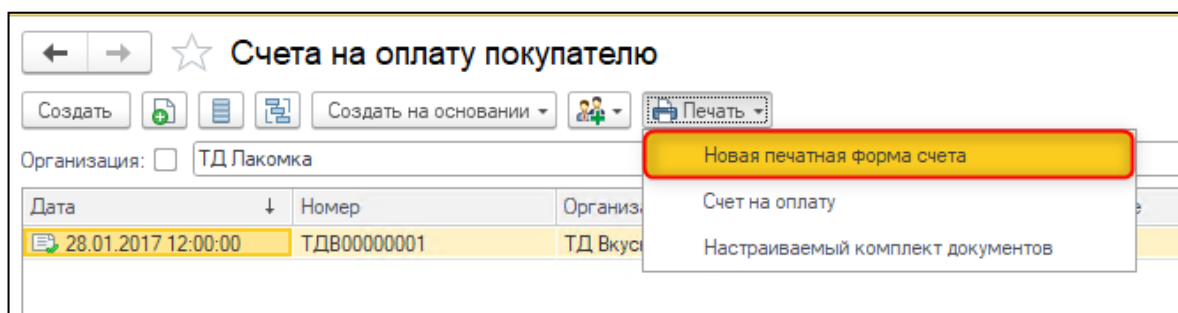 Счета на оплату покупателю
Создать Создать на основании Печать
Организация: ТД Лакомка
Новая печатная форма счета
Счет на оплату
Настраиваемый комплект документов
Дата ↓ Номер
28.01.2017 12:00:00 ТДВ00000001 ТД